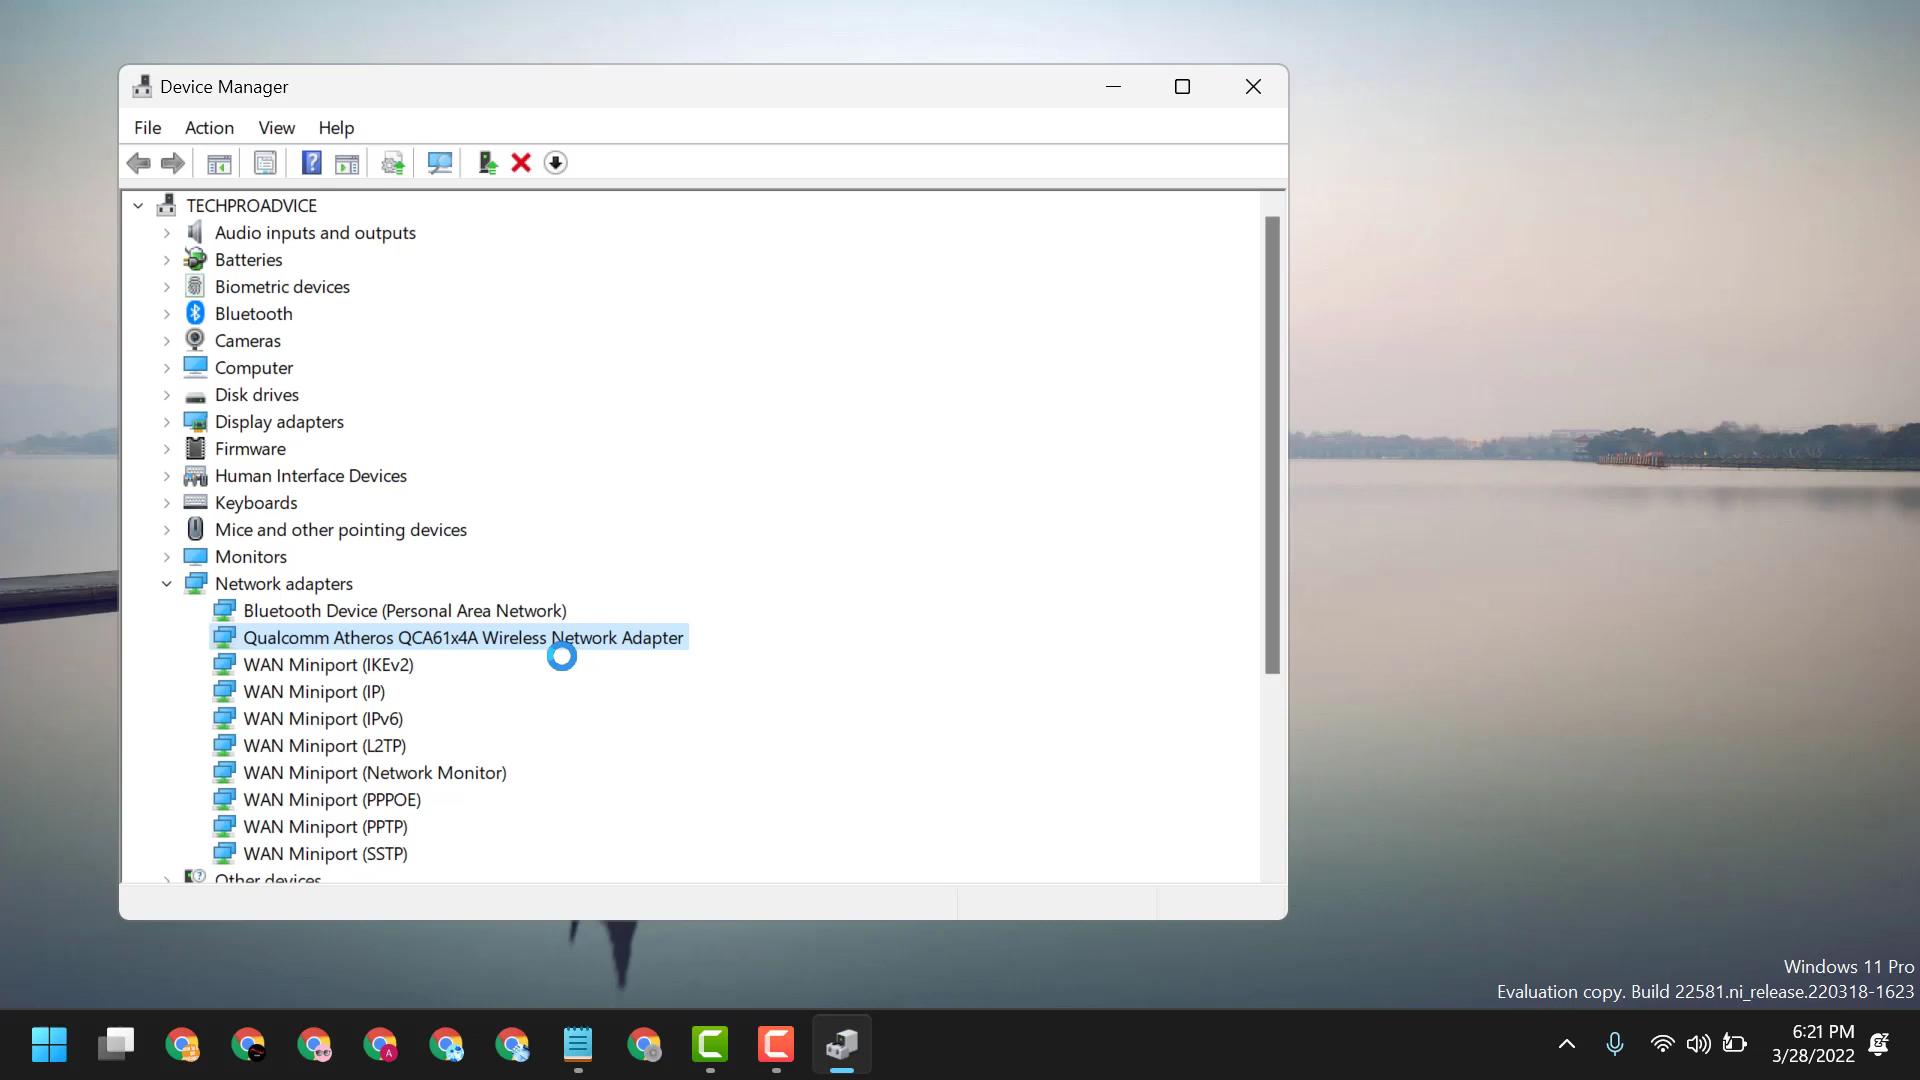 Device Manager
File Action View Help
TECHPROADVICE
Audio inputs and outputs
Batteries
Biometric devices
Bluetooth
Cameras
Computer
Disk drives
Display adapters
Firmware
Human Interface Devices
Keyboards
Mice and other pointing devices
Monitors
Network adapters
Bluetooth Device (Personal Area Network)
Qualcomm Atheros QCA61x4A Wireless Network Adapter
WAN Miniport (IKEv2)
WAN Miniport (IP)
WAN Miniport (IPv6)
WAN Miniport (L2TP)
WAN Miniport (Network Monitor)
WAN Miniport (PPPOE)
WAN Miniport (PPTP)
WAN Miniport (SSTP)
Other devices
Windows 11 Pro
Evaluation copy. Build 22581.ni_release.220318-1623
A
6:21 PM
3/28/2022